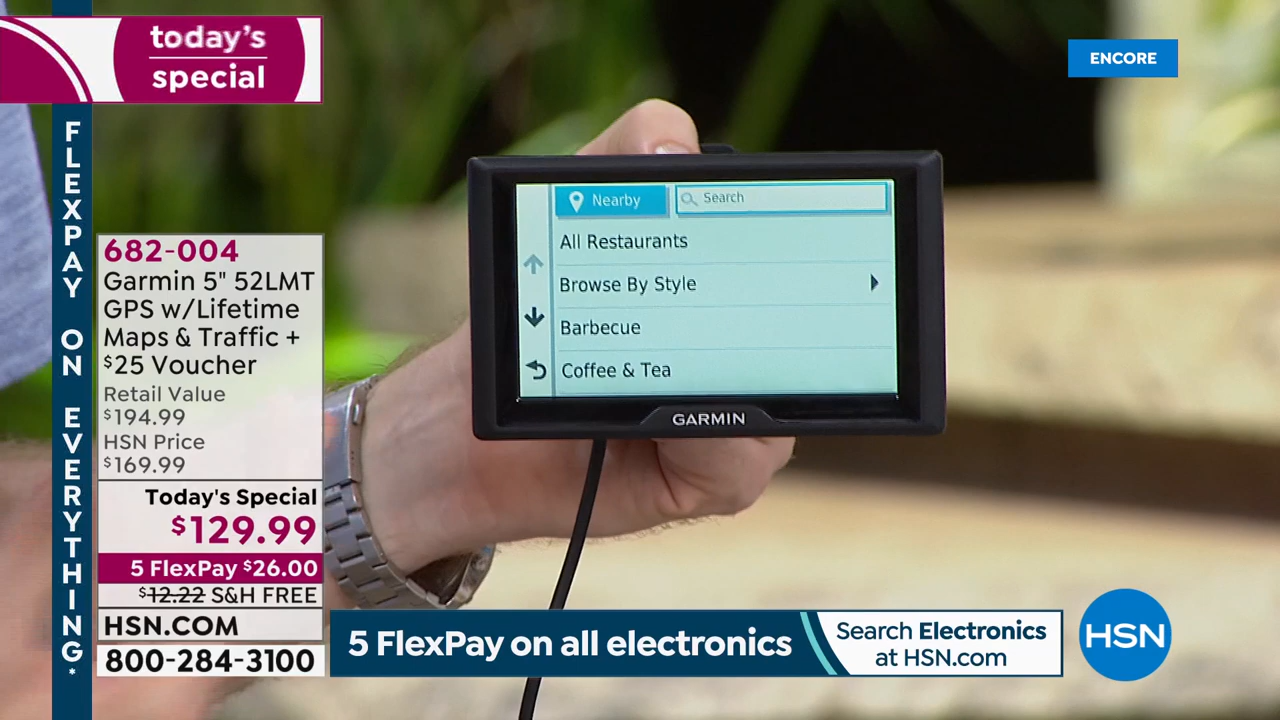 today's
special
ENCORE
FLEXPAY ON EVERYTHING*
682-004
Garmin 5" 52LMT
GPS w/Lifetime
Maps & Traffic +
$25 Voucher
Retail Value
$194.99
HSN Price
$169.99
Today's Special
$129.99
5 FlexPay $26.00
$12.22 S&H FREE
HSN.COM
800-284-3100
Nearby
Search
All Restaurants
Browse By Style
Barbecue
Coffee & Tea
GARMIN
5 FlexPay on all electronics
Search Electronics
at HSN.com
HSN